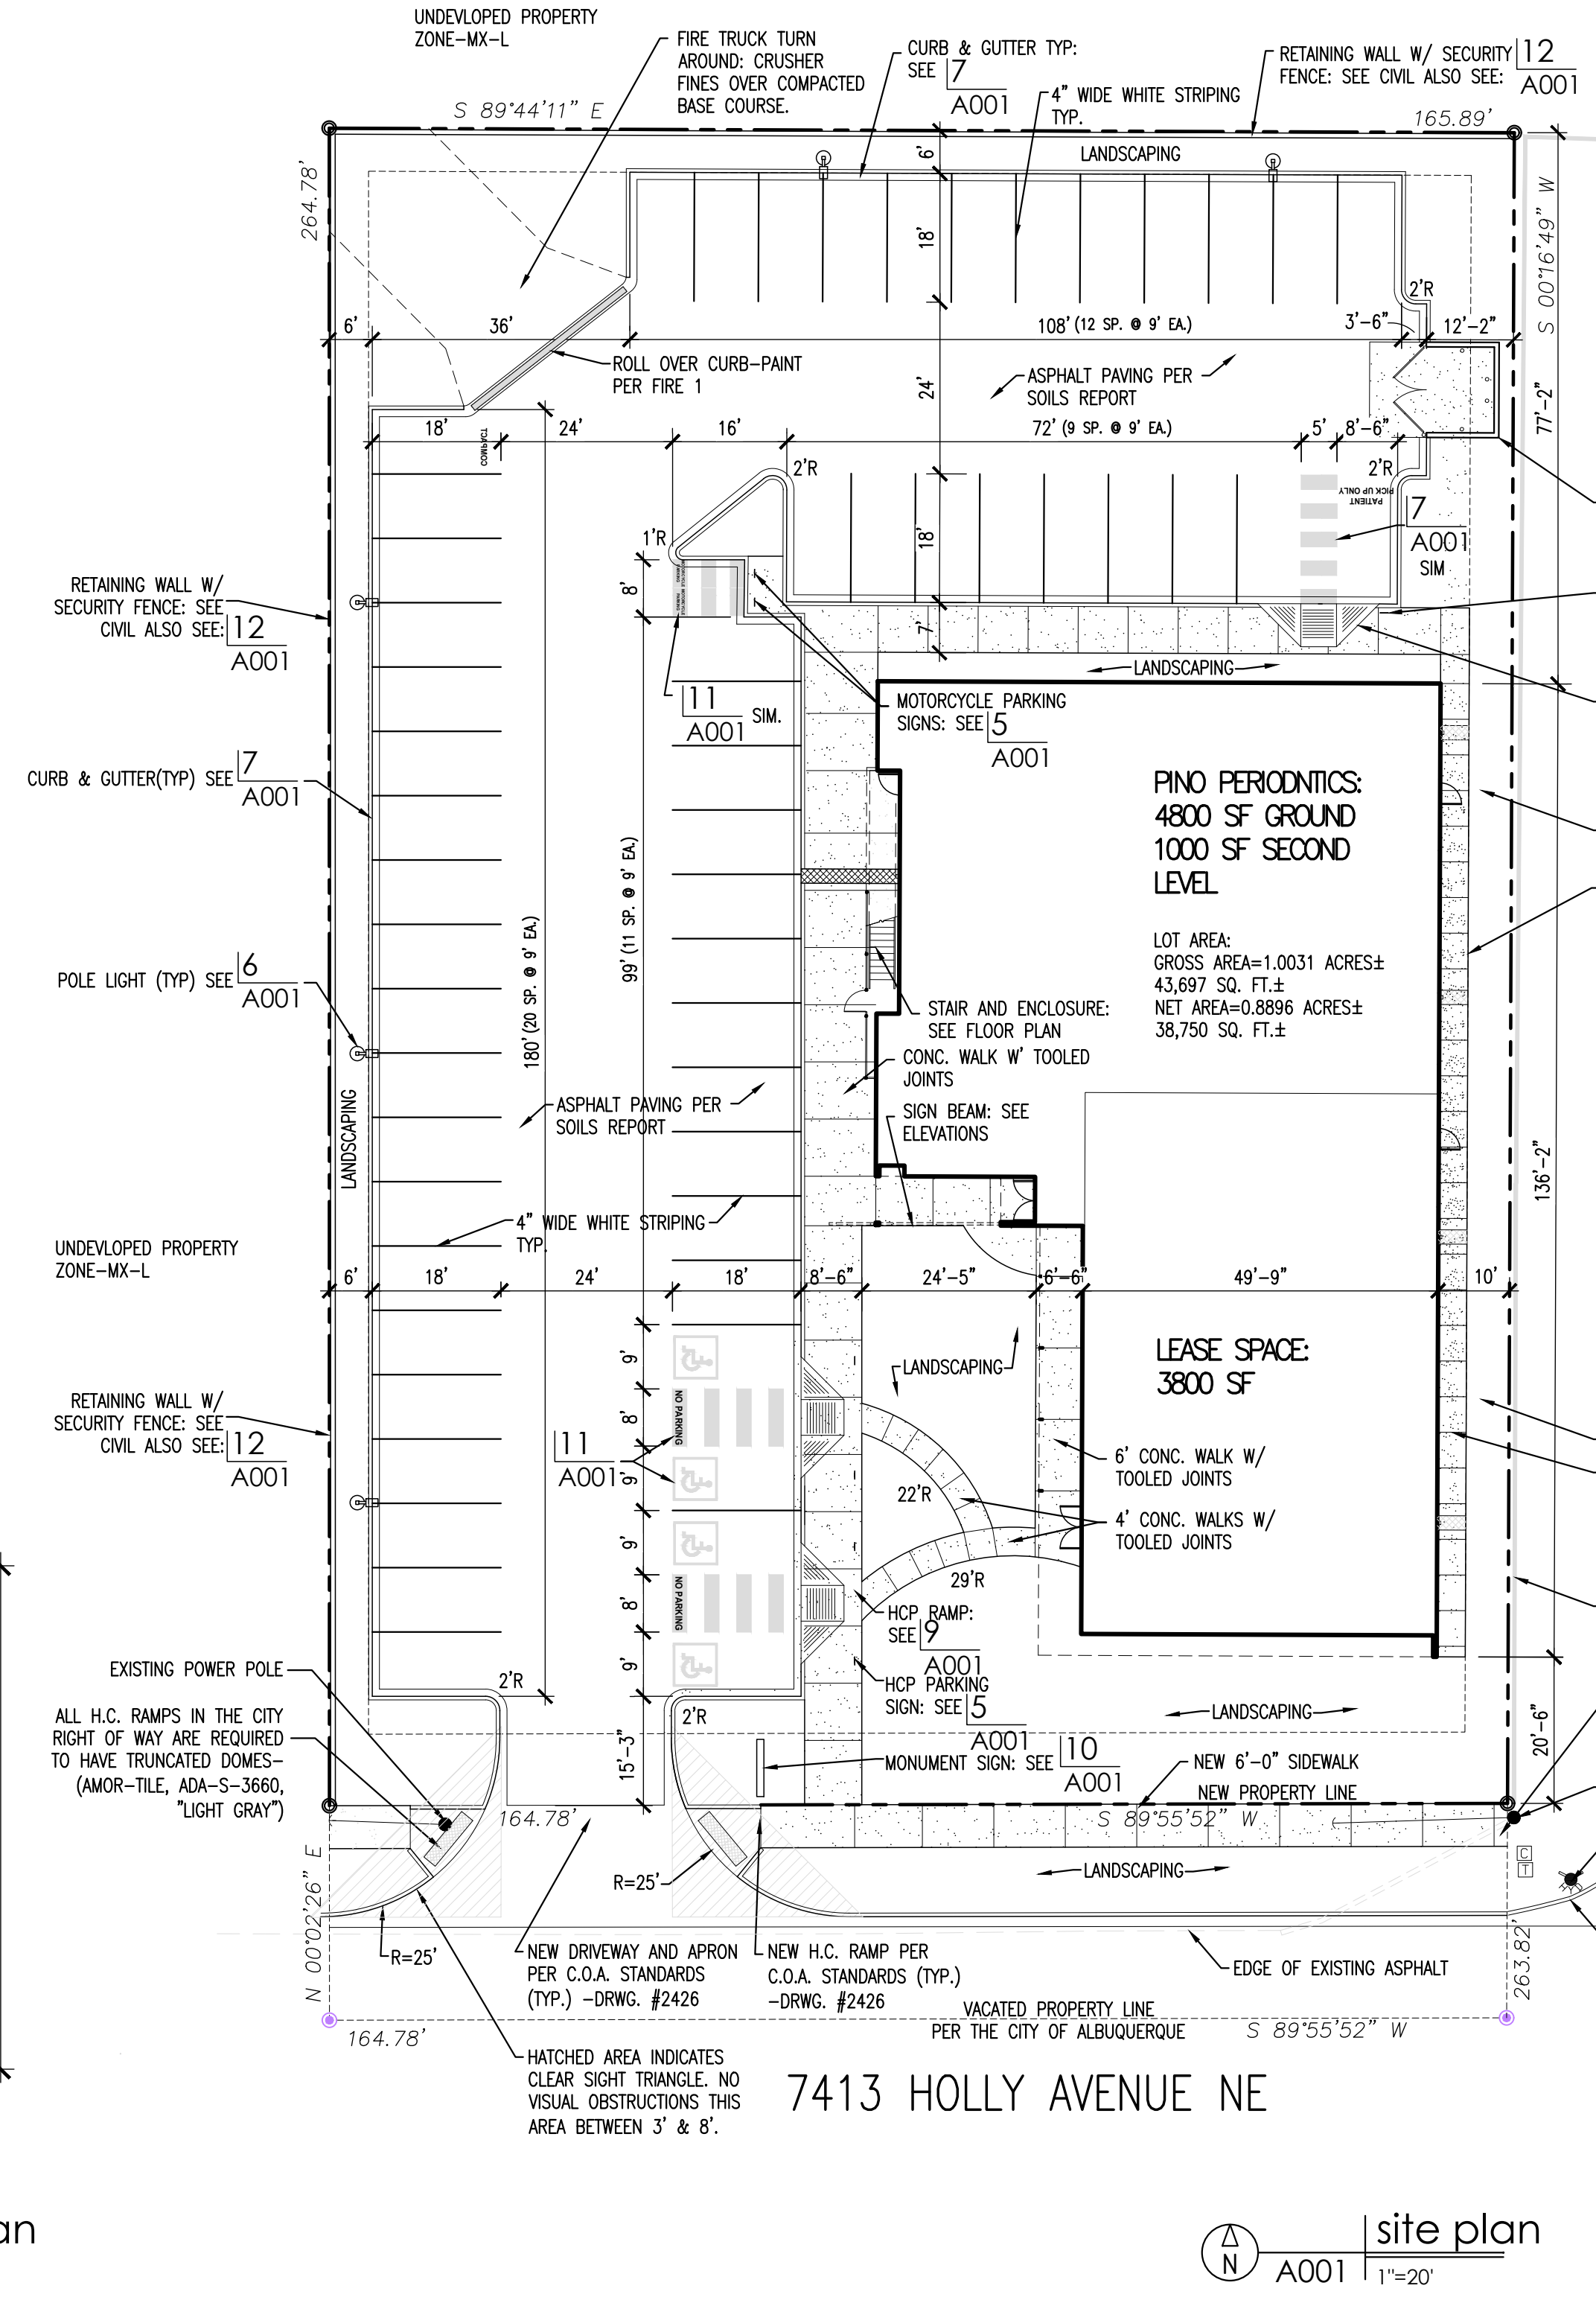 UNDEVLOPED PROPERTY
ZONE-MX-L
FIRE TRUCK TURN
AROUND: CRUSHER
FINES OVER COMPACTED
BASE COURSE.
CURB & GUTTER TYP:
SEE 7
A001
4" WIDE WHITE STRIPING
TYP.
RETAINING WALL W/ SECURITY
FENCE: SEE CIVIL ALSO SEE:
12
A001
S 89°44'11" E
165.89'
264.78'
S 00°16'49" W
6'
LANDSCAPING
18'
2'R
6'
36'
108' (12 SP. @ 9' EA.)
3'-6"
12'-2"
ROLL OVER CURB-PAINT
PER FIRE 1
24'
ASPHALT PAVING PER
SOILS REPORT
77'-2"
18'
COMPACT
24'
16'
72' (9 SP. @ 9' EA.)
5'
8'-6"
2'R
2'R
PATIENT
PICK UP ONLY
7
A001
SIM
1'R
18'
8'
MOTORCYCLE
PARKING
MOTORCYCLE
PARKING
7'
RETAINING WALL W/
SECURITY FENCE: SEE
CIVIL ALSO SEE:
12
A001
LANDSCAPING
11
A001
SIM.
MOTORCYCLE PARKING
SIGNS: SEE 5
A001
CURB & GUTTER(TYP) SEE 7
A001
PINO PERIODNTICS:
4800 SF GROUND
1000 SF SECOND
LEVEL
LOT AREA:
GROSS AREA=1.0031 ACRES±
43,697 SQ. FT.±
NET AREA=0.8896 ACRES±
38,750 SQ. FT.±
180' (20 SP. @ 9' EA.)
99' (11 SP. @ 9' EA.)
POLE LIGHT (TYP) SEE 6
A001
STAIR AND ENCLOSURE:
SEE FLOOR PLAN
CONC. WALK W' TOOLED
JOINTS
LANDSCAPING
ASPHALT PAVING PER
SOILS REPORT
SIGN BEAM: SEE
ELEVATIONS
136'-2"
4" WIDE WHITE STRIPING
TYP.
UNDEVLOPED PROPERTY
ZONE-MX-L
6'
18'
24'
18'
8'-6"
24'-5"
6'-6"
49'-9"
10'
9'
LANDSCAPING
LEASE SPACE:
3800 SF
RETAINING WALL W/
SECURITY FENCE: SEE
CIVIL ALSO SEE:
12
A001
8'
NO PARKING
11
A001
9'
6' CONC. WALK W/
TOOLED JOINTS
22'R
4' CONC. WALKS W/
TOOLED JOINTS
9'
29'R
8'
NO PARKING
HCP RAMP:
SEE 9
A001
9'
HCP PARKING
SIGN: SEE 5
A001
EXISTING POWER POLE
2'R
2'R
ALL H.C. RAMPS IN THE CITY
RIGHT OF WAY ARE REQUIRED
TO HAVE TRUNCATED DOMES-
(AMOR-TILE, ADA-S-3660,
"LIGHT GRAY")
15'-3"
LANDSCAPING
20'-6"
MONUMENT SIGN: SEE 10
A001
NEW 6'-0" SIDEWALK
NEW PROPERTY LINE
164.78'
S 89°55'52" W
C
T
N 00°02'26" E
R=25'
LANDSCAPING
R=25'
NEW DRIVEWAY AND APRON
PER C.O.A. STANDARDS
(TYP.) -DRWG. #2426
NEW H.C. RAMP PER
C.O.A. STANDARDS (TYP.)
-DRWG. #2426
EDGE OF EXISTING ASPHALT
263.82'
164.78'
VACATED PROPERTY LINE
PER THE CITY OF ALBUQUERQUE
S 89°55'52" W
HATCHED AREA INDICATES
CLEAR SIGHT TRIANGLE. NO
VISUAL OBSTRUCTIONS THIS
AREA BETWEEN 3' & 8'.
7413 HOLLY AVENUE NE
an
N
A001
site plan
1"=20'